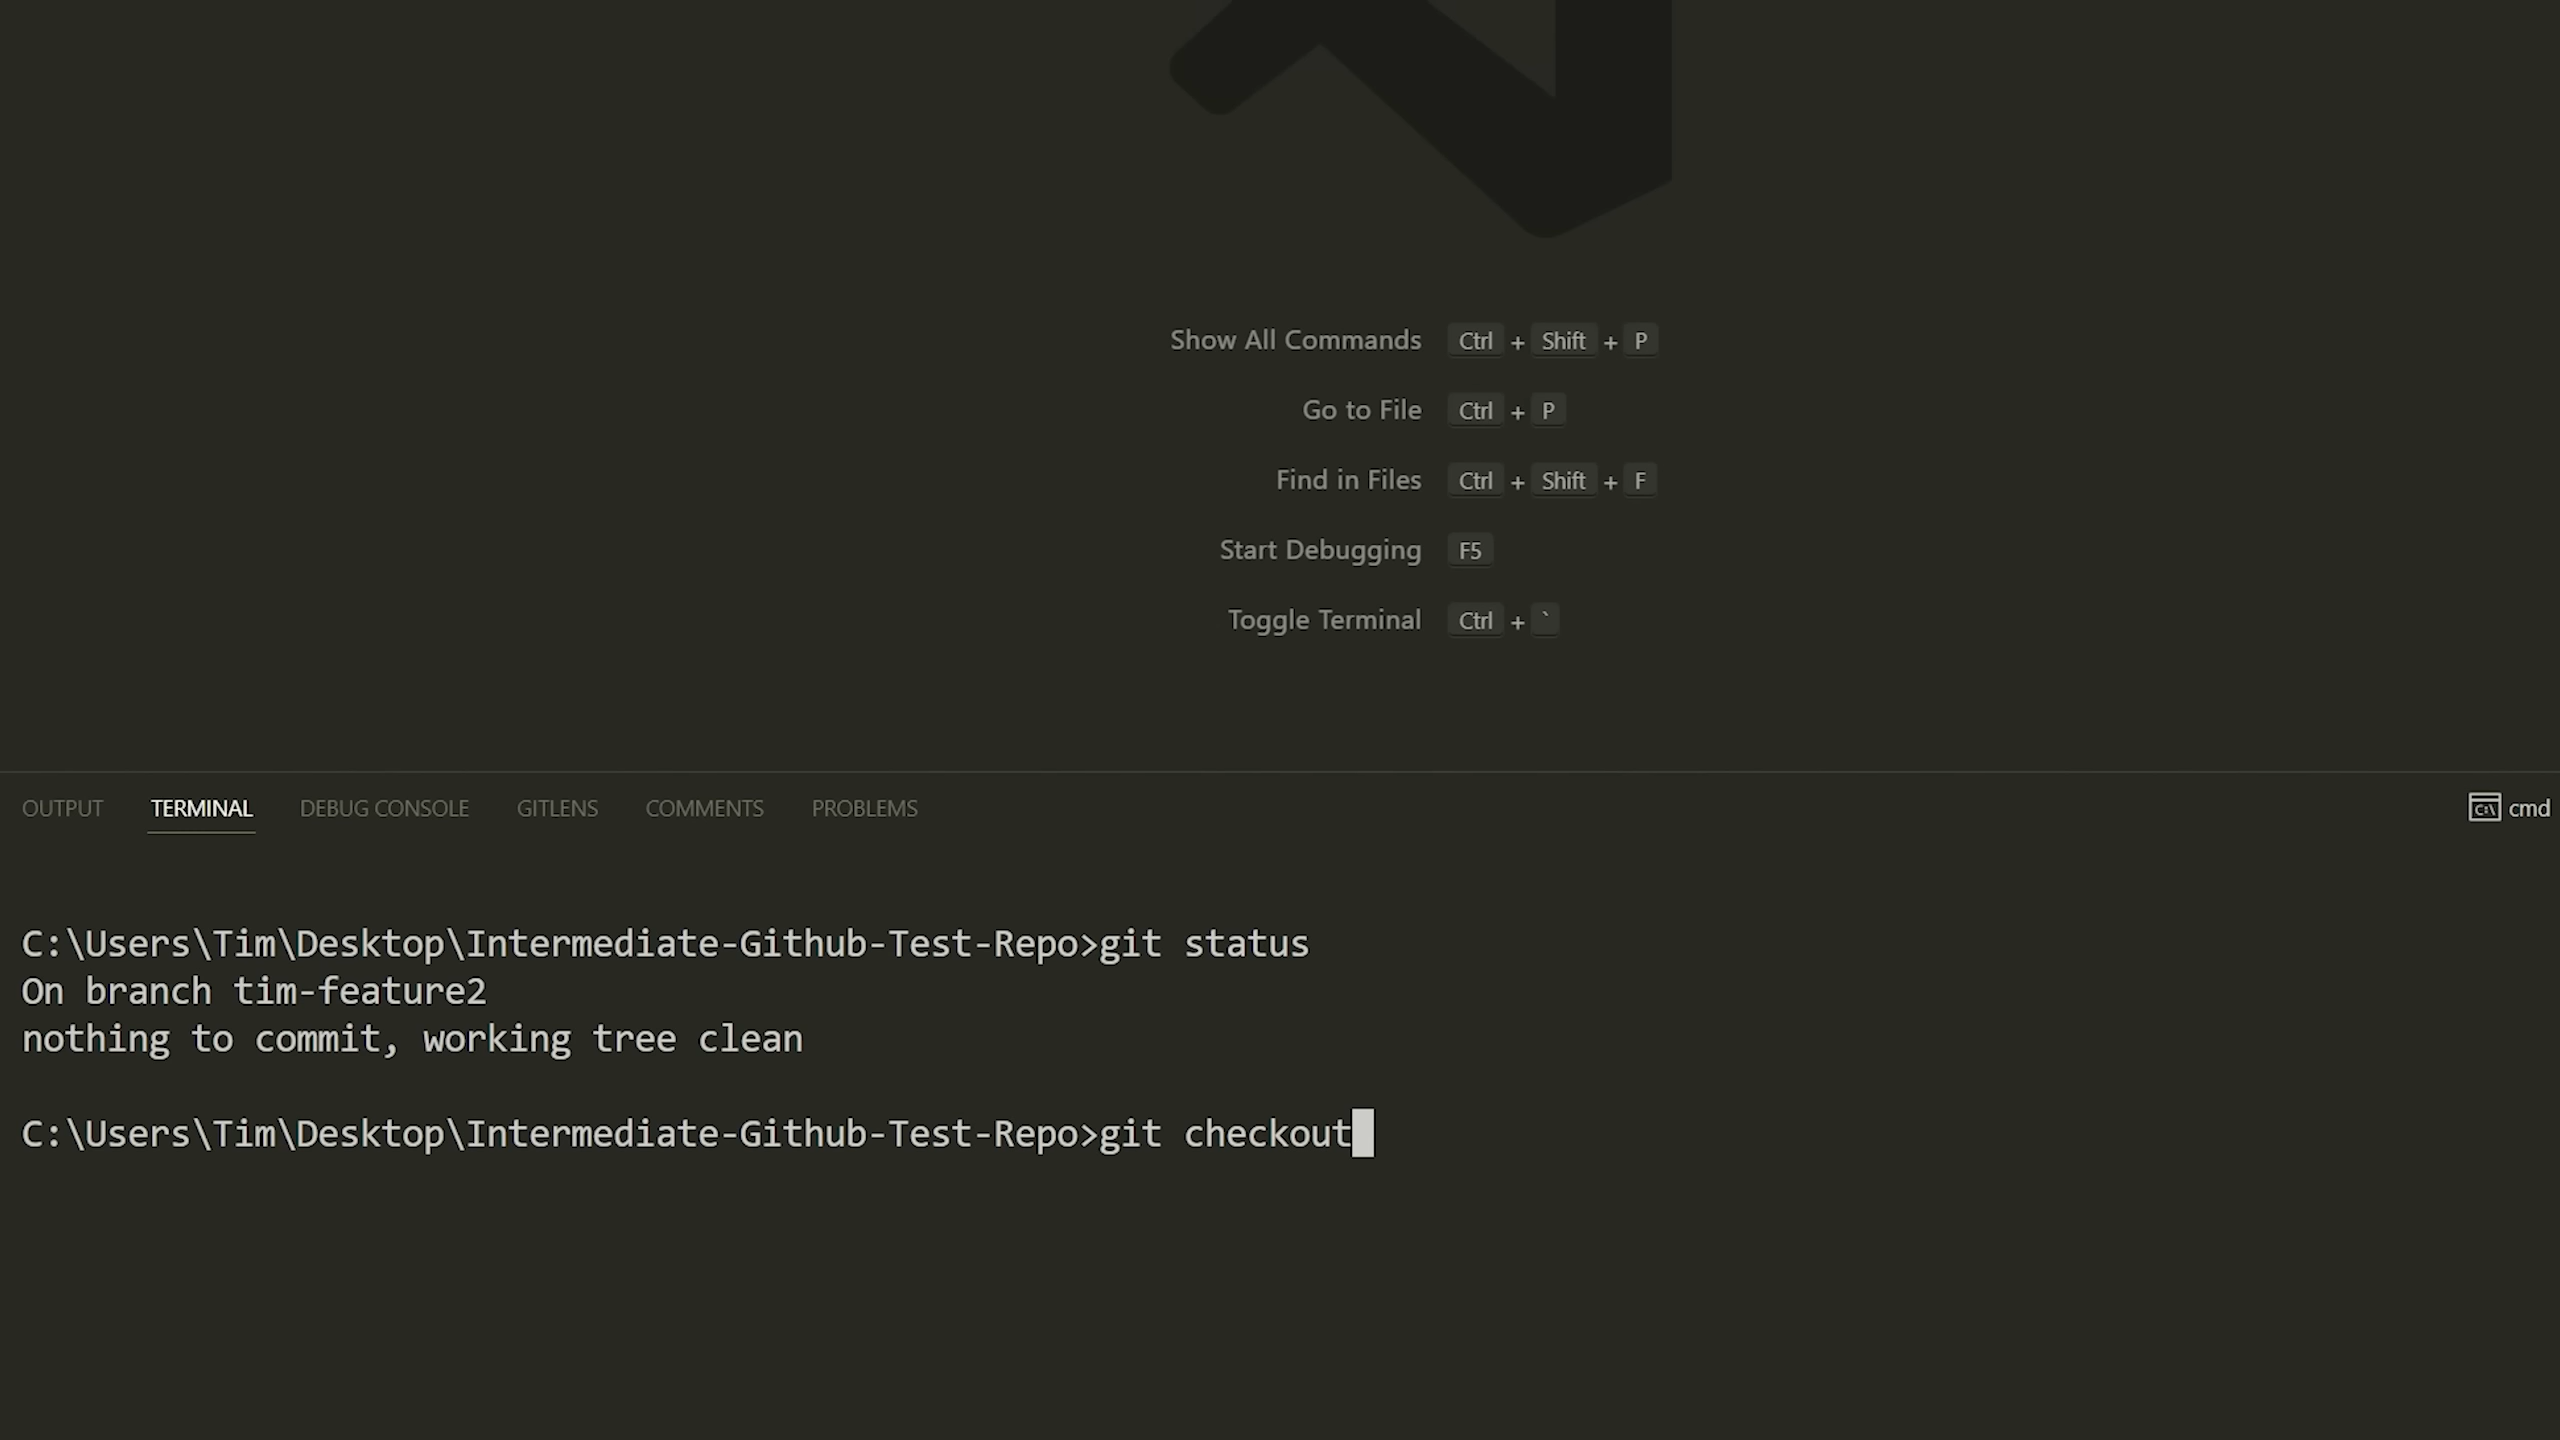 Show All Commands Ctrl + Shift + P
Go to File Ctrl + P
Find in Files Ctrl + Shift + F
Start Debugging F5
Toggle Terminal Ctrl + `
OUTPUT TERMINAL DEBUG CONSOLE GITLENS COMMENTS PROBLEMS C:\ cmd
C:\Users\Tim\Desktop\Intermediate-Github-Test-Repo>git status
On branch tim-feature2
nothing to commit, working tree clean
C:\Users\Tim\Desktop\Intermediate-Github-Test-Repo>git checkout